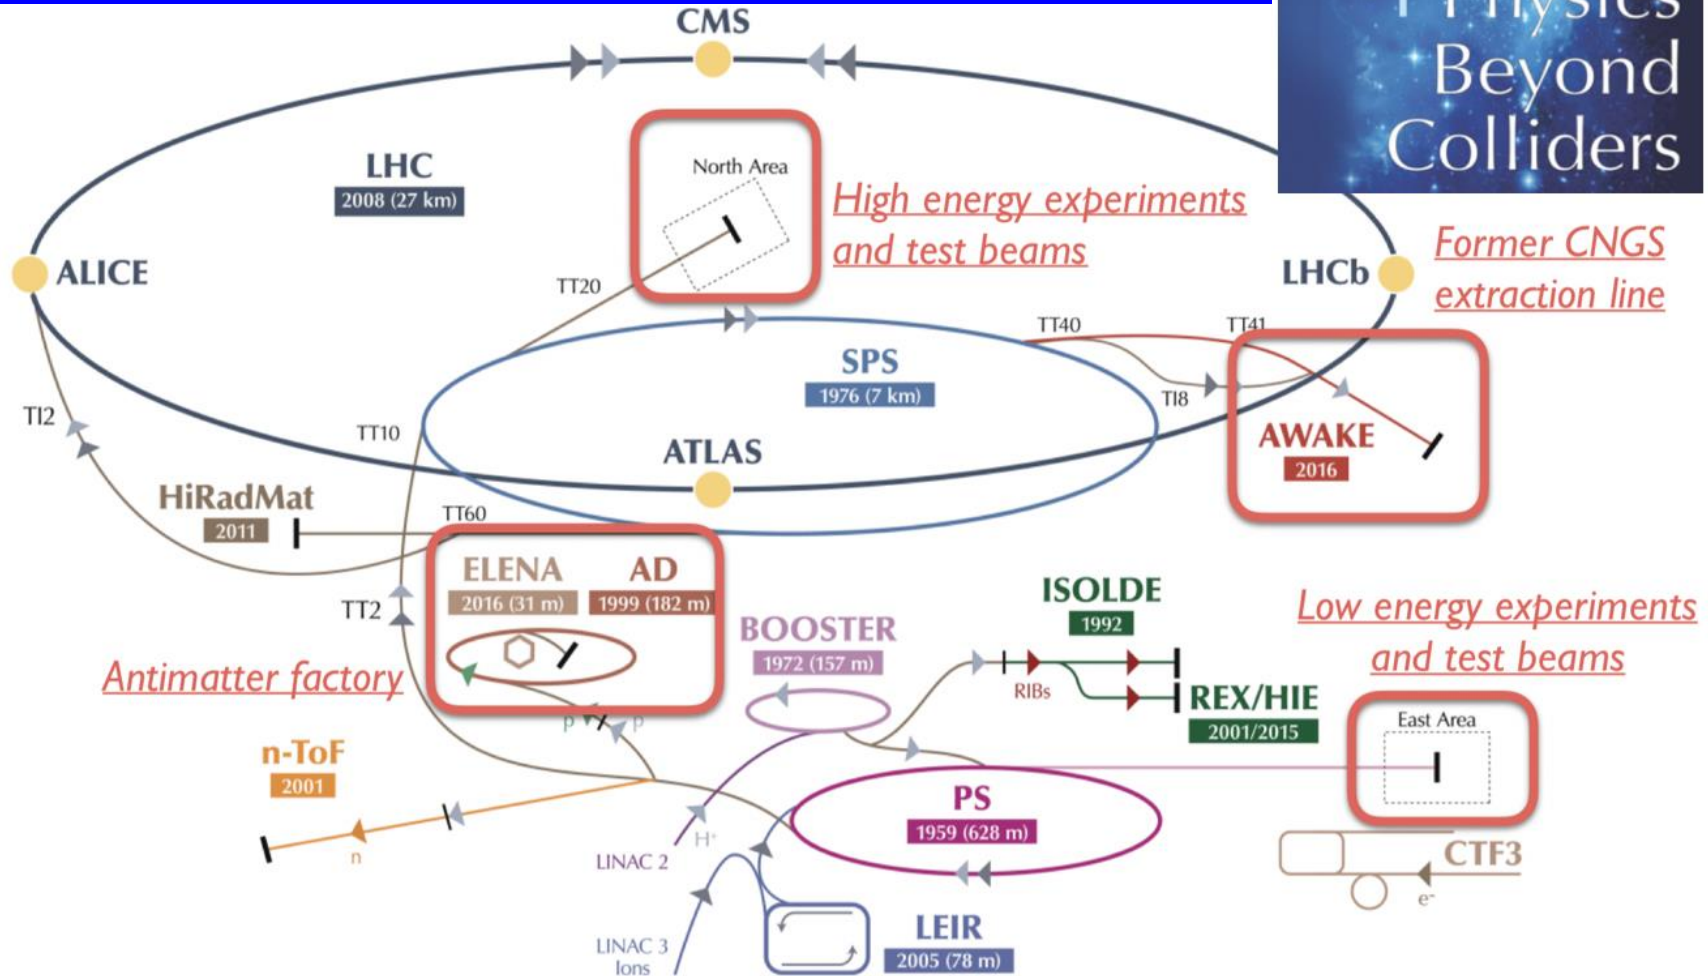 Physics
Beyond
Colliders
CMS
LHC
2008 (27 km)
North Area
High energy experiments
and test beams
Former CNGS
extraction line
ALICE
LHCb
TT20
TT40
TT41
SPS
1976 (7 km)
TI8
TI2
TT10
ATLAS
AWAKE
2016
HiRadMat
2011
TT60
ELENA
2016 (31 m)
AD
1999 (182 m)
TT2
ISOLDE
1992
Low energy experiments
and test beams
BOOSTER
1972 (157 m)
Antimatter factory
RIBs
REX/HIE
2001/2015
East Area
p
p
n-ToF
2001
n
PS
1959 (628 m)
H+
LINAC 2
CTF3
e-
LEIR
2005 (78 m)
LINAC 3
Ions